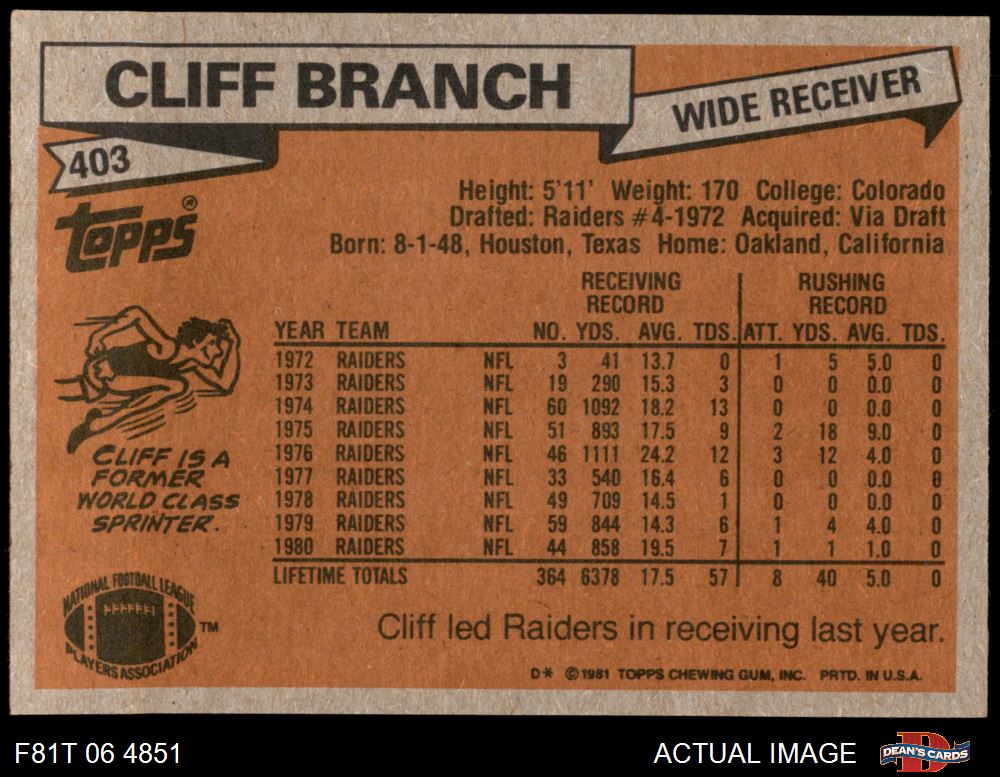 CLIFF BRANCH
WIDE RECEIVER
403
TOPPS®
Height: 5'11' Weight: 170 College: Colorado
Drafted: Raiders #4-1972 Acquired: Via Draft
Born: 8-1-48, Houston, Texas Home: Oakland, California
RECEIVING RECORD RUSHING RECORD
YEAR TEAM NO. YDS. AVG. TDS. ATT. YDS. AVG. TDS.
1972 RAIDERS NFL 3 41 13.7 0 1 5 5.0 0
1973 RAIDERS NFL 19 290 15.3 3 0 0 0.0 0
1974 RAIDERS NFL 60 1092 18.2 13 0 0 0.0 0
1975 RAIDERS NFL 51 893 17.5 9 2 18 9.0 0
1976 RAIDERS NFL 46 1111 24.2 12 3 12 4.0 0
1977 RAIDERS NFL 33 540 16.4 6 0 0 0.0 0
1978 RAIDERS NFL 49 709 14.5 1 0 0 0.0 0
1979 RAIDERS NFL 59 844 14.3 6 1 4 4.0 0
1980 RAIDERS NFL 44 858 19.5 7 1 1 1.0 0
LIFETIME TOTALS 364 6378 17.5 57 8 40 5.0 0
CLIFF IS A
FORMER
WORLD CLASS
SPRINTER.
NATIONAL FOOTBALL LEAGUE
PLAYERS ASSOCIATION
TM
Cliff led Raiders in receiving last year.
D* ©1981 TOPPS CHEWING GUM, INC. PRTD. IN U.S.A.
F81T 06 4851
ACTUAL IMAGE
DEAN'S CARDS